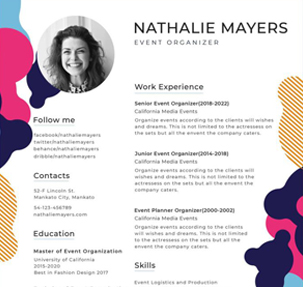 NATHALIE MAYERS
EVENT ORGANIZER
Follow me
facebook/nathaliemayers
twitter/nathaliemayers
behance/nathaliemayers
dribble/nathaliemayers
Contacts
52-F Lincoln St.
Mankato City, Mankato
54-123-456789
nathaliemayers.com
Education
Master of Event Organization
University of California
2015-2020
Best in Fashion Design 2017
Work Experience
Senior Event Organizer(2018-2022)
California Media Events
Organize events according to the clients will wishes
and dreams. This is not limited to the actressess on
the sets but all the envent the company
caters.
Junior Event Organizer(2014-2018)
California Media Events
Organize events according to the clients will
wishes and dreams. This is not limited to the
actressess on the sets but all the envent the
company caters.
Event Planner Organizer(2000-2002)
California Media Events
Organize events according to the clients will
wishes and dreams. This is not limited to the
actressess on the sets but all the envent
the company caters.
Skills
Event Logistics and Production